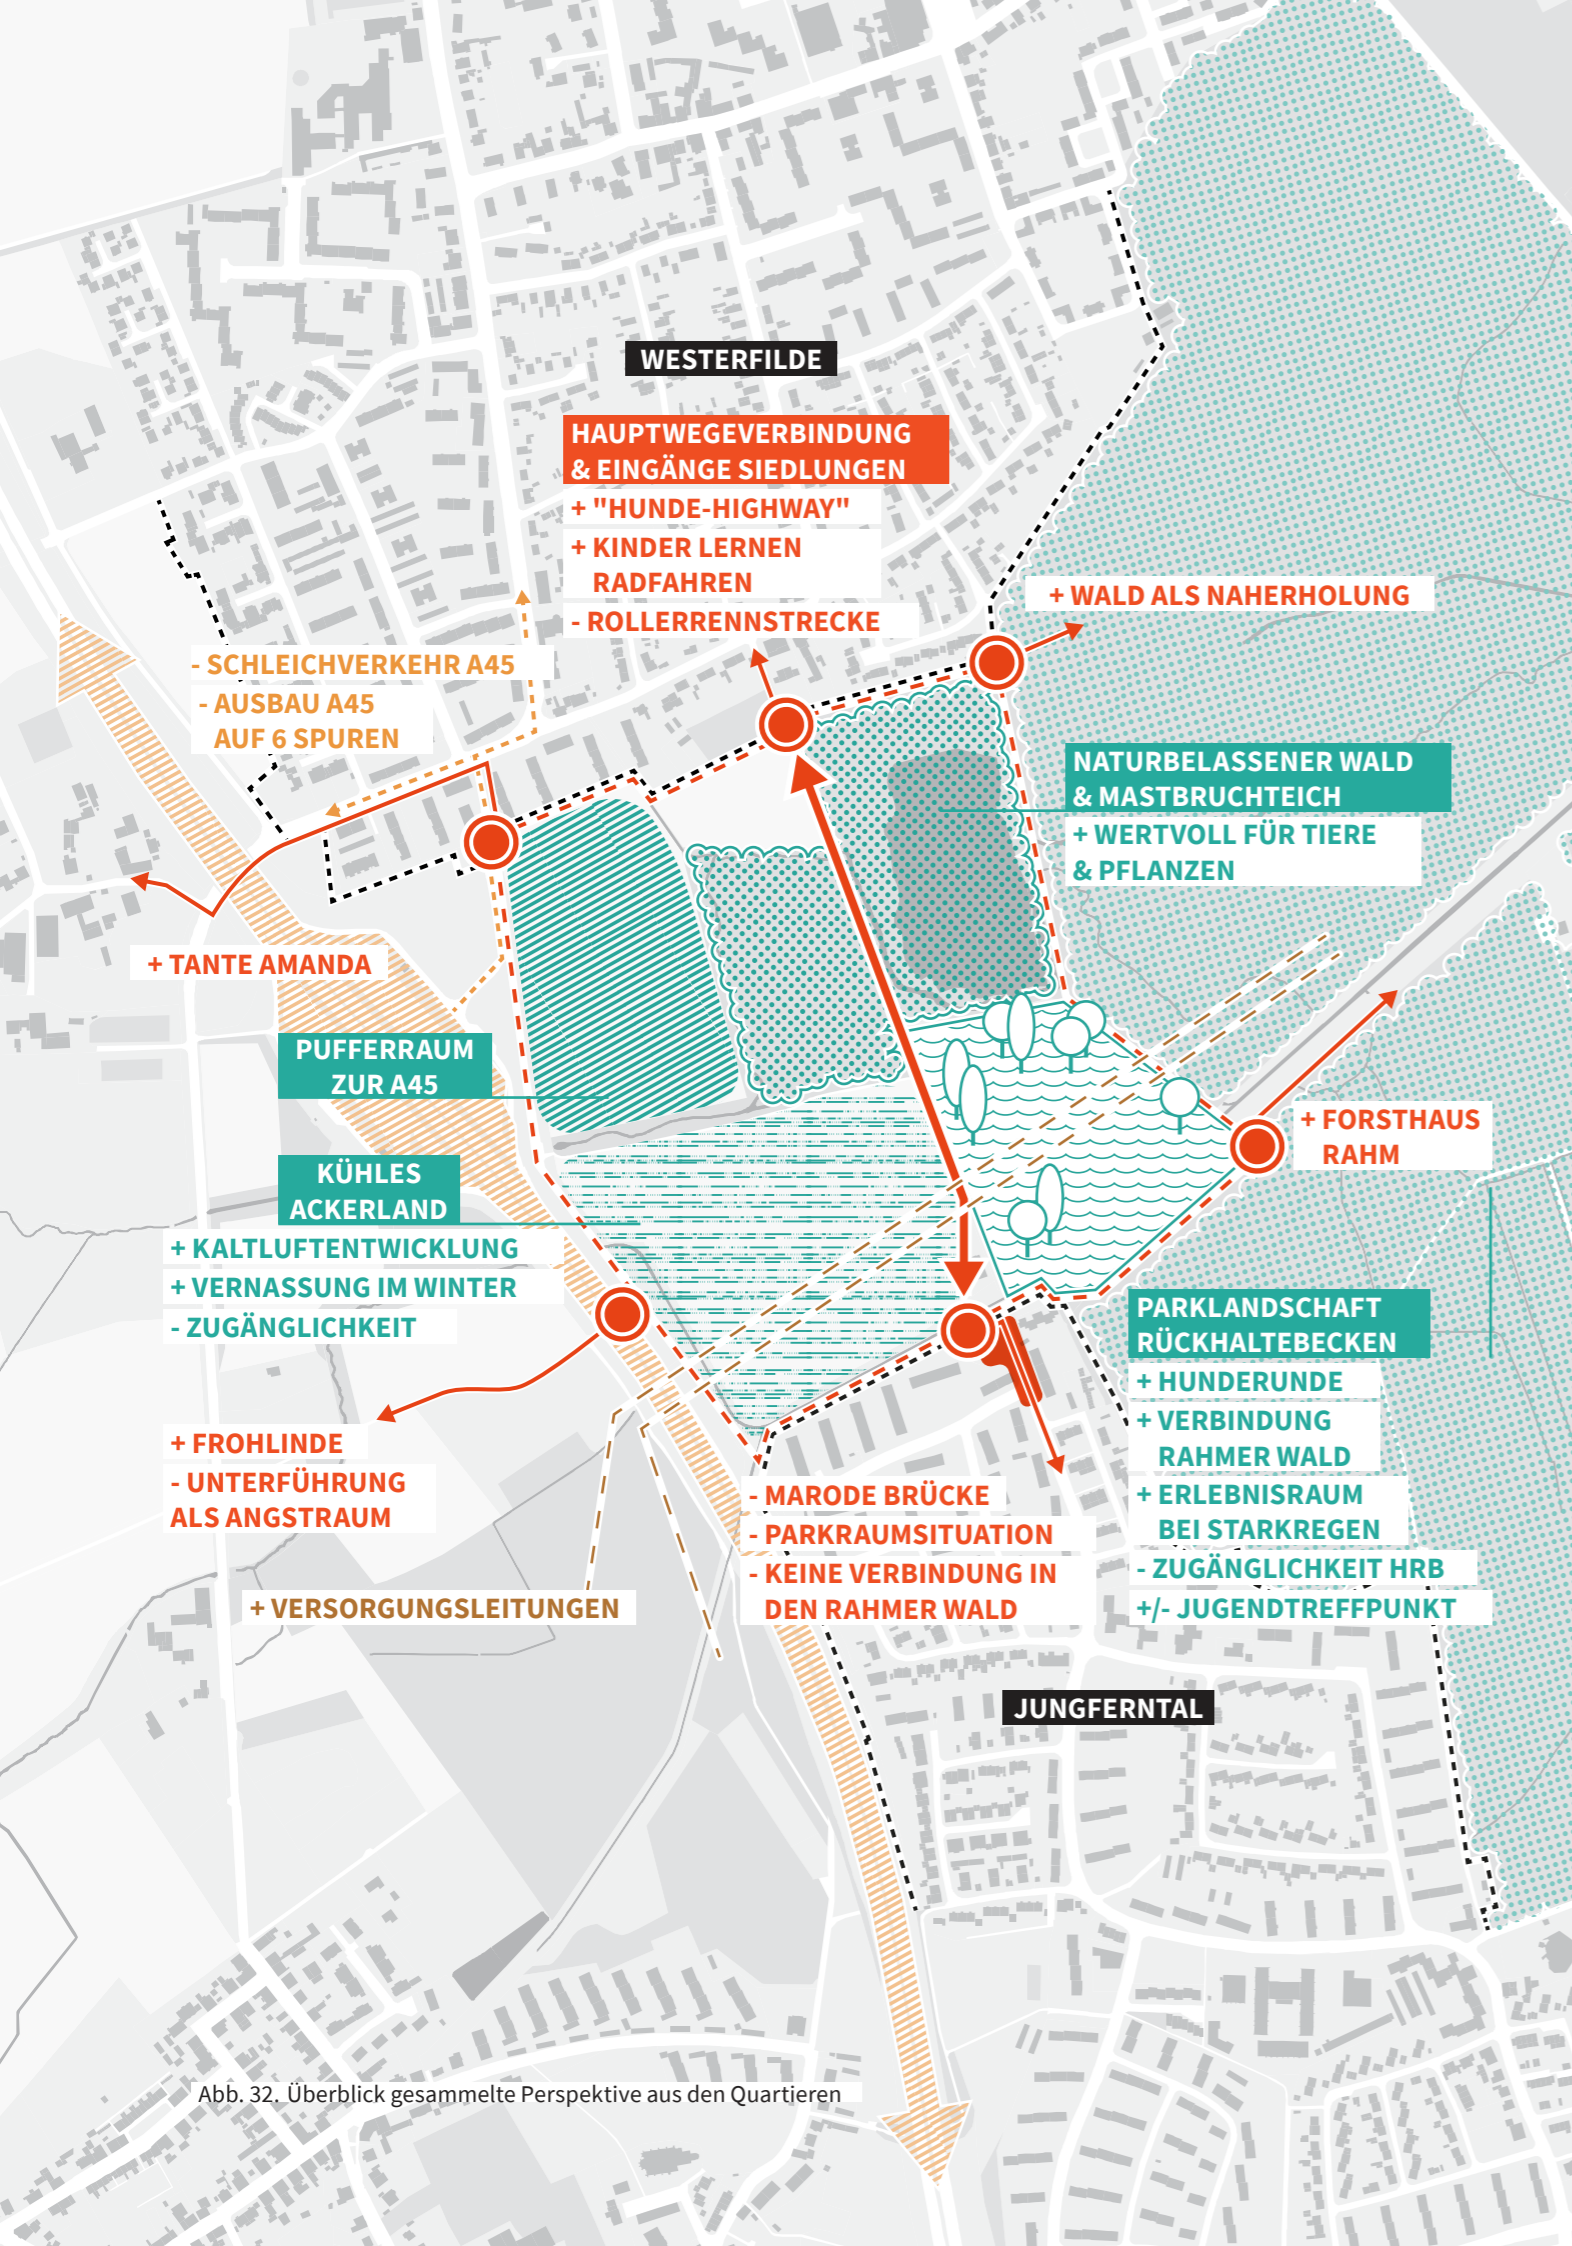 WESTERFILDE
HAUPTWEGEVERBINDUNG
& EINGÄNGE SIEDLUNGEN
+ "HUNDE-HIGHWAY"
+ KINDER LERNEN
RADFAHREN
- ROLLERRENNSTRECKE
+ WALD ALS NAHERHOLUNG
- SCHLEICHVERKEHR A45
- AUSBAU A45
AUF 6 SPUREN
NATURBELASSENER WALD
& MASTBRUCHTEICH
+ WERTVOLL FÜR TIERE
& PFLANZEN
+ TANTE AMANDA
PUFFERRAUM
ZUR A45
+ FORSTHAUS
RAHM
KÜHLES
ACKERLAND
+ KALTLUFTENTWICKLUNG
+ VERNASSUNG IM WINTER
- ZUGÄNGLICHKEIT
PARKLANDSCHAFT
RÜCKHALTEBECKEN
+ HUNDERUNDE
+ VERBINDUNG
RAHMER WALD
+ ERLEBNISRAUM
BEI STARKREGEN
- ZUGÄNGLICHKEIT HRB
+/- JUGENDTREFFPUNKT
+ FROHLINDE
- UNTERFÜHRUNG
ALS ANGSTRAUM
- MARODE BRÜCKE
- PARKRAUMSITUATION
- KEINE VERBINDUNG IN
DEN RAHMER WALD
+ VERSORGUNGSLEITUNGEN
JUNGFERNTAL
Abb. 32. Überblick gesammelte Perspektive aus den Quartieren